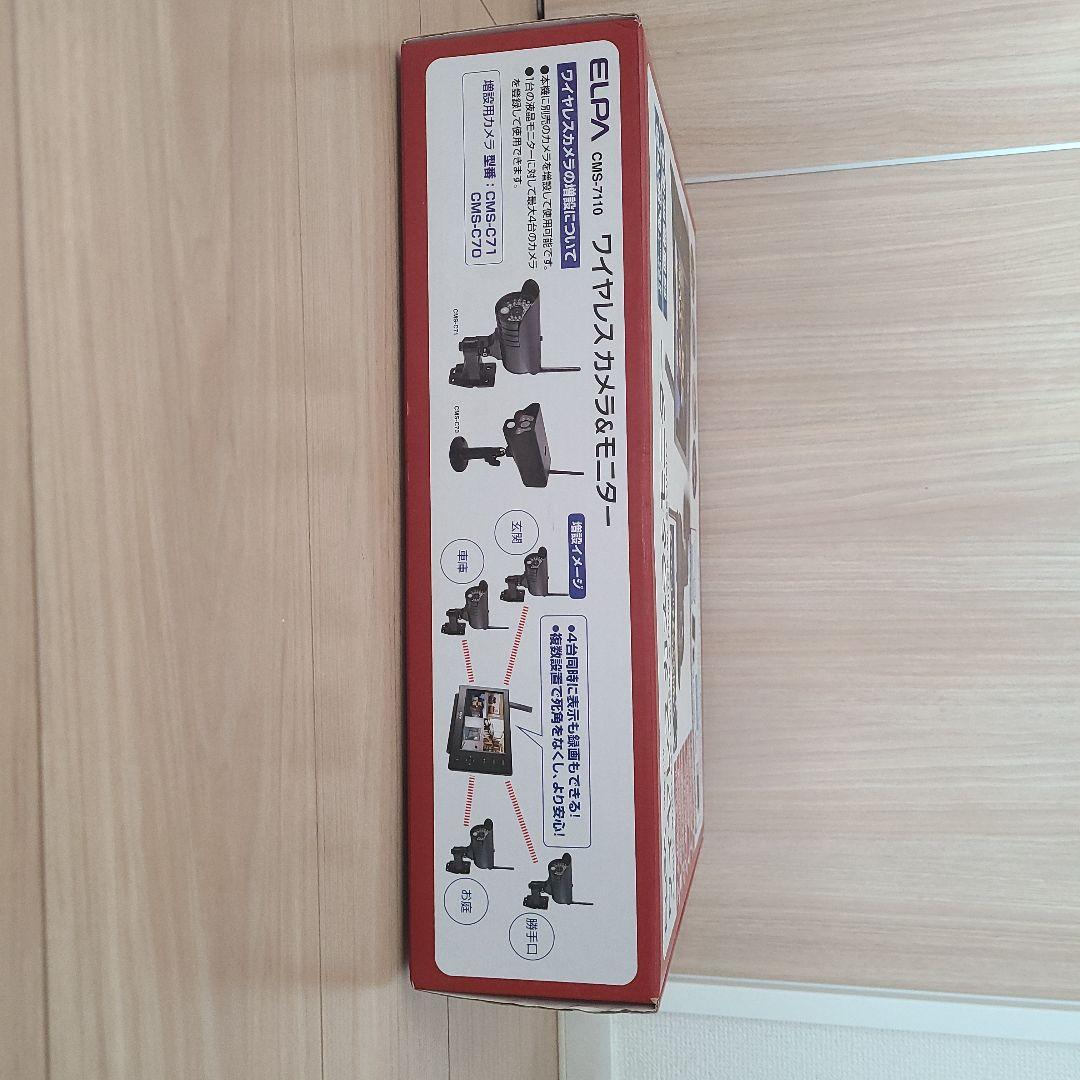 ELPA CMS-7110 ワイヤレス カメラ&モニター
ワイヤレスカメラの増設について
●本機に別売のカメラを増設して使用可能です。
●1台の液晶モニターに対して最大4台のカメラ
を登録して使用できます。
増設用カメラ 型番:CMS-C71
CMS-C70
CMS-C71
CMS-C70
増設イメージ
玄関
車庫
●4台同時に表示も録画もできる!
●複数設置で死角をなくし、より安心!
お庭
勝手口